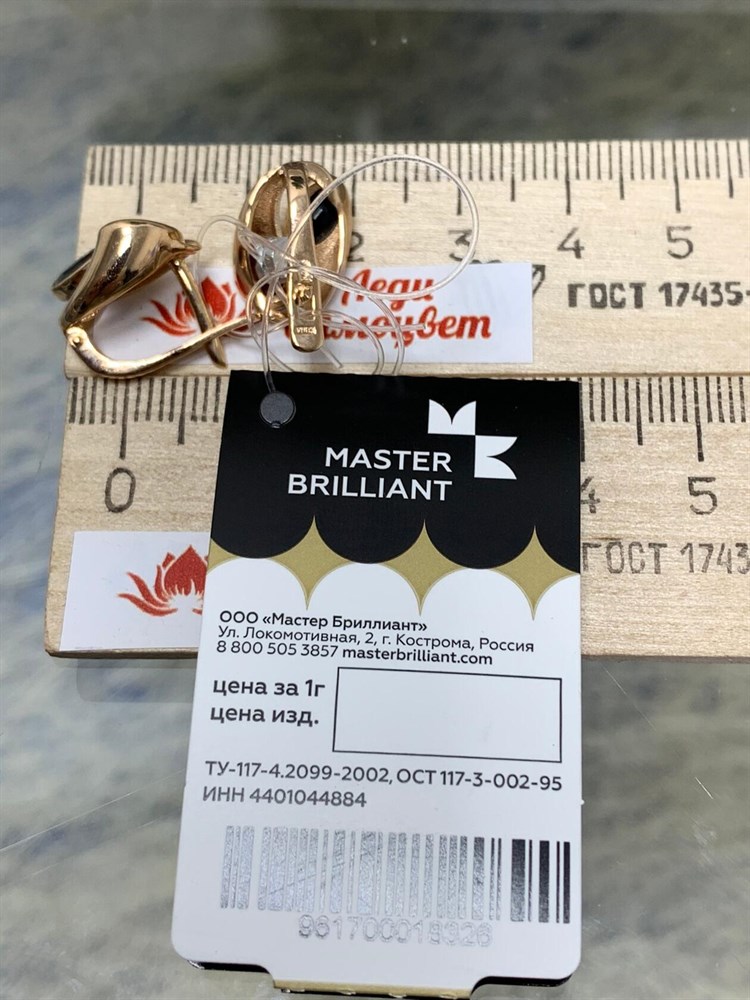 2 3 4 5
Леди
ГОСТ 17435-
0
4 5
ГОСТ 1743
MASTER
BRILLIANT
ООО «Мастер Бриллиант»
Ул. Локомотивная, 2, г. Кострома, Россия
8 800 505 3857 masterbrilliant.com
цена за 1г
цена изд.
ТУ-117-4.2099-2002, ОСТ 117-3-002-95
ИНН 4401044884